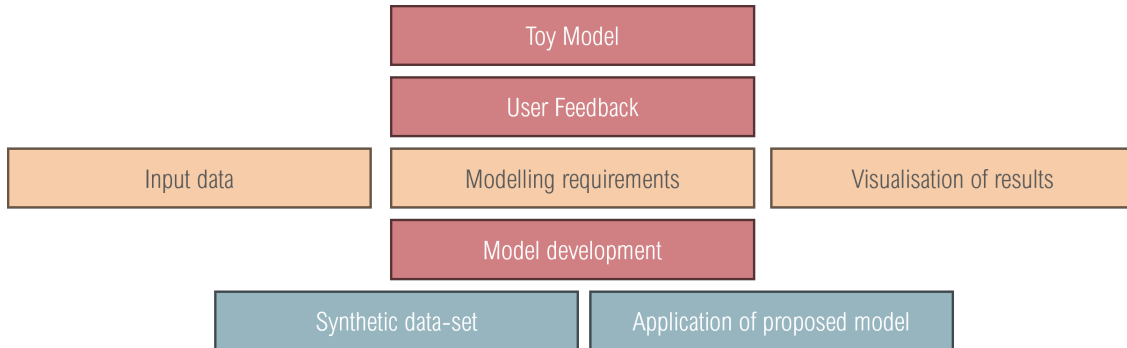 Toy Model
User Feedback
Input data
Modelling requirements
Visualisation of results
Model development
Synthetic data-set
Application of proposed model